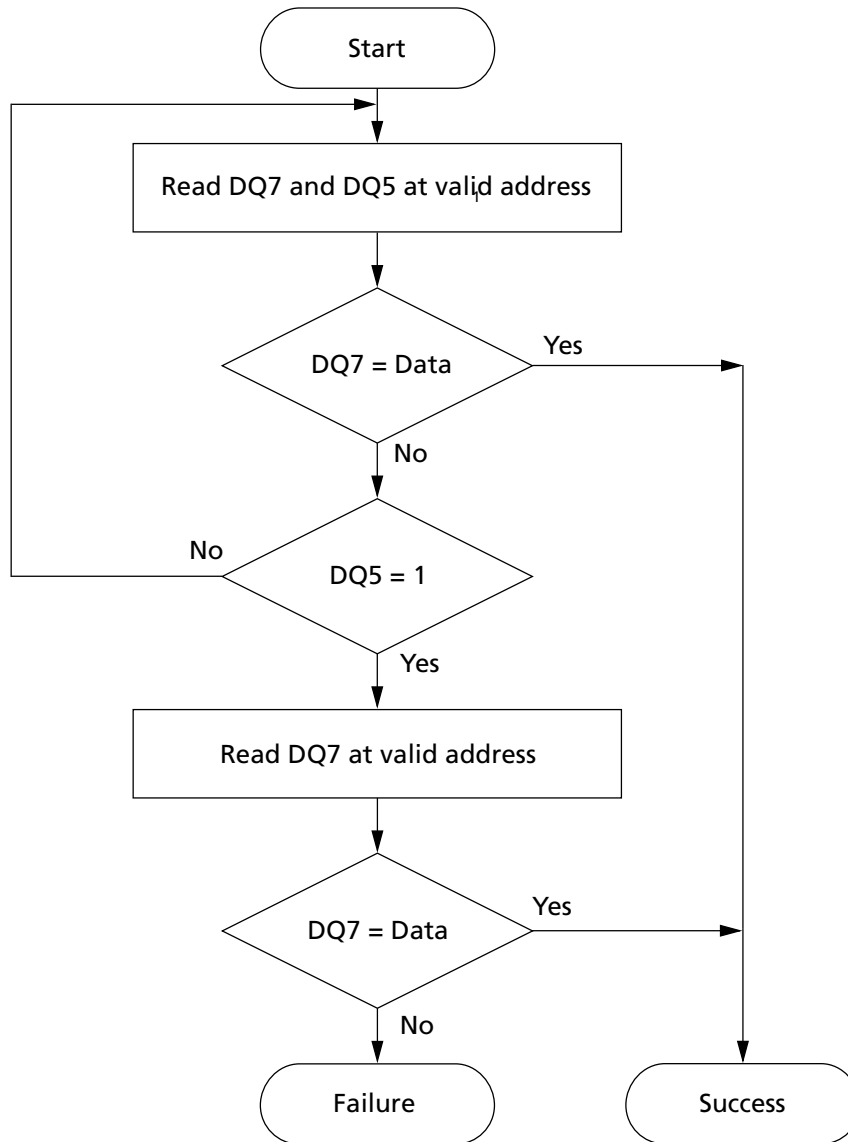 Start
Read DQ7 and DQ5 at valid address
1
DQ7 = Data
Yes
No
No
DQ5 = 1
Yes
Read DQ7 at valid address
DQ7 = Data
Yes
No
Failure
Success